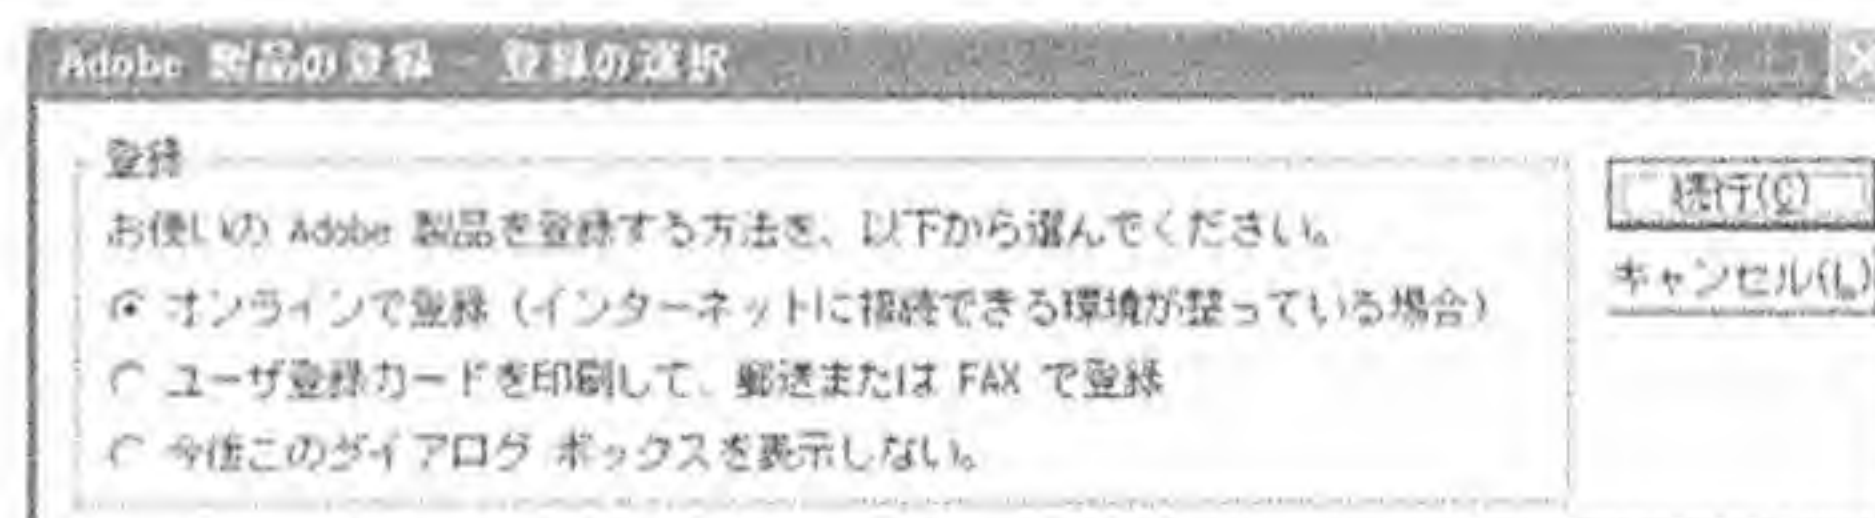 Adobe 製品の登録 - 登録の選択
登録
お使いの Adobe 製品を登録する方法を、以下から選んでください。
オンラインで登録 (インターネットに接続できる環境が整っている場合)
ユーザ登録カードを印刷して、郵送または FAX で登録
今後このダイアログ ボックスを表示しない。
続行(C)
キャンセル(L)